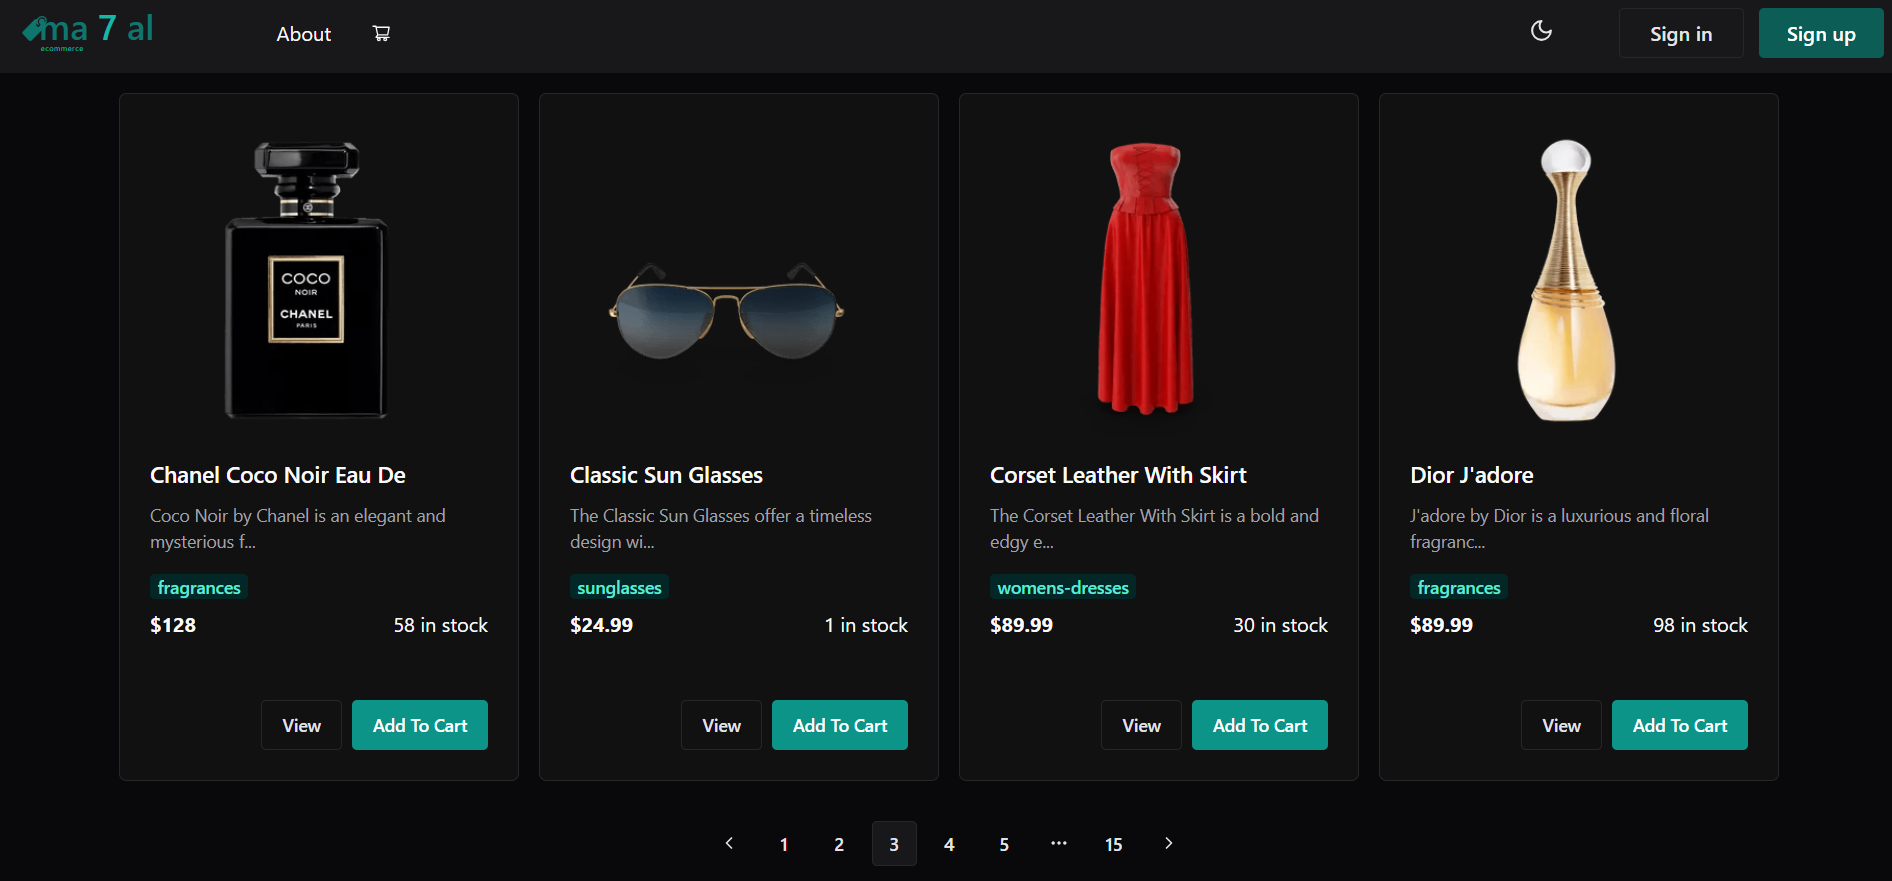 ma 7 al
ecommerce
About
Sign in
Sign up
COCO
NOIR
CHANEL
PARIS
Chanel Coco Noir Eau De
Coco Noir by Chanel is an elegant and
mysterious f...
fragrances
$128
58 in stock
View
Add To Cart
Classic Sun Glasses
The Classic Sun Glasses offer a timeless
design wi...
sunglasses
$24.99
1 in stock
View
Add To Cart
Corset Leather With Skirt
The Corset Leather With Skirt is a bold and
edgy e...
womens-dresses
$89.99
30 in stock
View
Add To Cart
Dior J'adore
J'adore by Dior is a luxurious and floral
fragranc...
fragrances
$89.99
98 in stock
View
Add To Cart
1 2 3 4 5 ... 15